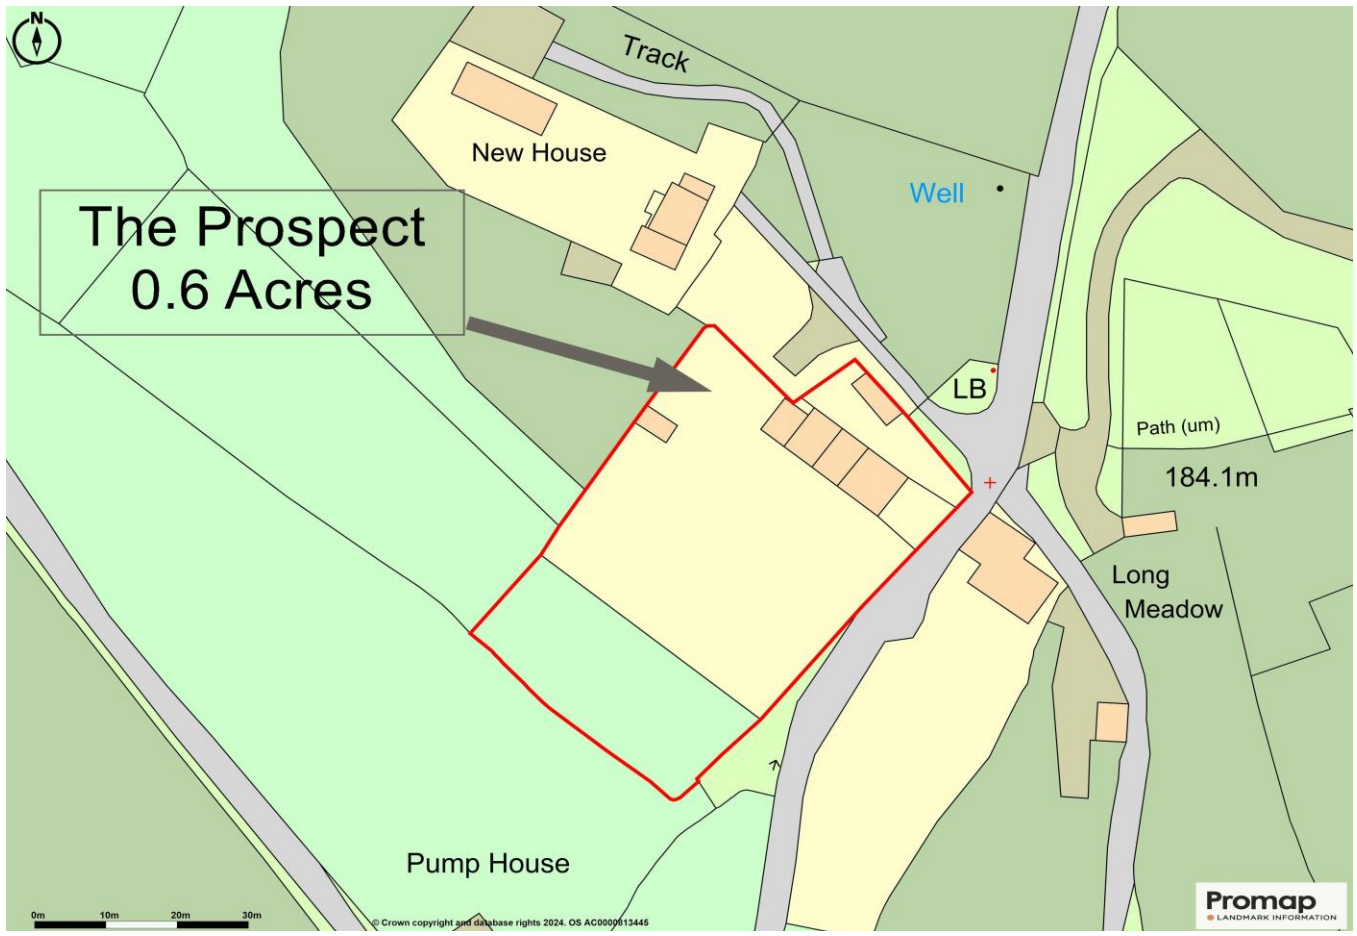 N
Track
New House
Well
The Prospect
0.6 Acres
LB
Path (um)
184.1m
Long
Meadow
Pump House
0m 10m 20m 30m
© Crown copyright and database rights 2024. OS AC0000813445
Promap
LANDMARK INFORMATION